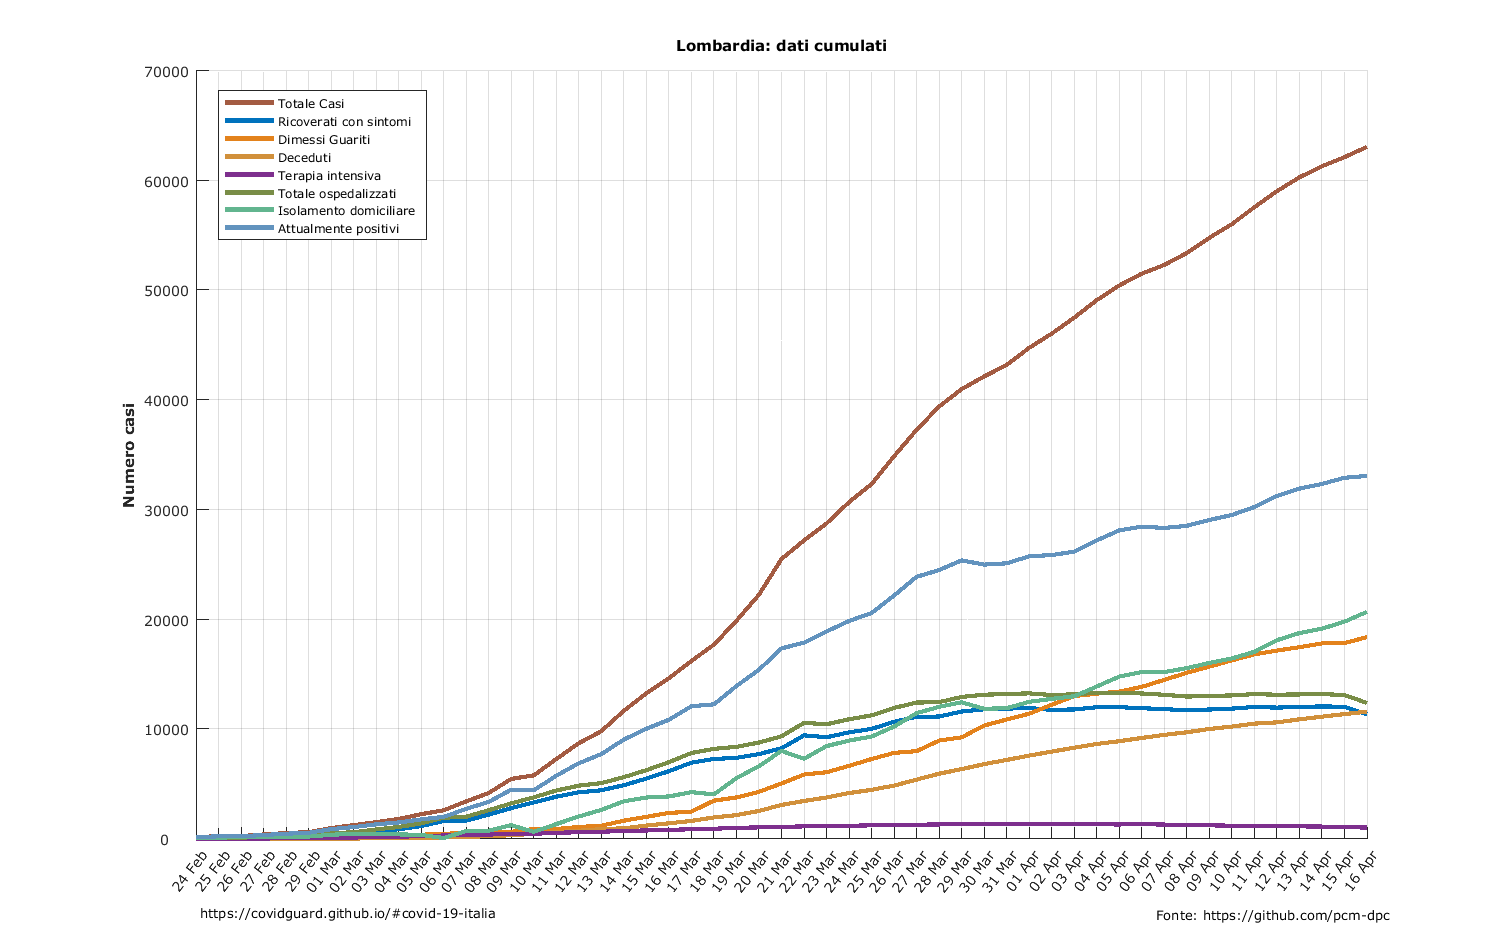 Lombardia: dati cumulati
70000
60000
50000
40000
30000
20000
10000
0
Numero casi
Totale Casi
Ricoverati con sintomi
Dimessi Guariti
Deceduti
Terapia intensiva
Totale ospedalizzati
Isolamento domiciliare
Attualmente positivi
24 Feb
25 Feb
26 Feb
27 Feb
28 Feb
29 Feb
01 Mar
02 Mar
03 Mar
04 Mar
05 Mar
06 Mar
07 Mar
08 Mar
09 Mar
10 Mar
11 Mar
12 Mar
13 Mar
14 Mar
15 Mar
16 Mar
17 Mar
18 Mar
19 Mar
20 Mar
21 Mar
22 Mar
23 Mar
24 Mar
25 Mar
26 Mar
27 Mar
28 Mar
29 Mar
30 Mar
31 Mar
01 Apr
02 Apr
03 Apr
04 Apr
05 Apr
06 Apr
07 Apr
08 Apr
09 Apr
10 Apr
11 Apr
12 Apr
13 Apr
14 Apr
15 Apr
16 Apr
https://covidguard.github.io/#covid-19-italia
Fonte: https://github.com/pcm-dpc